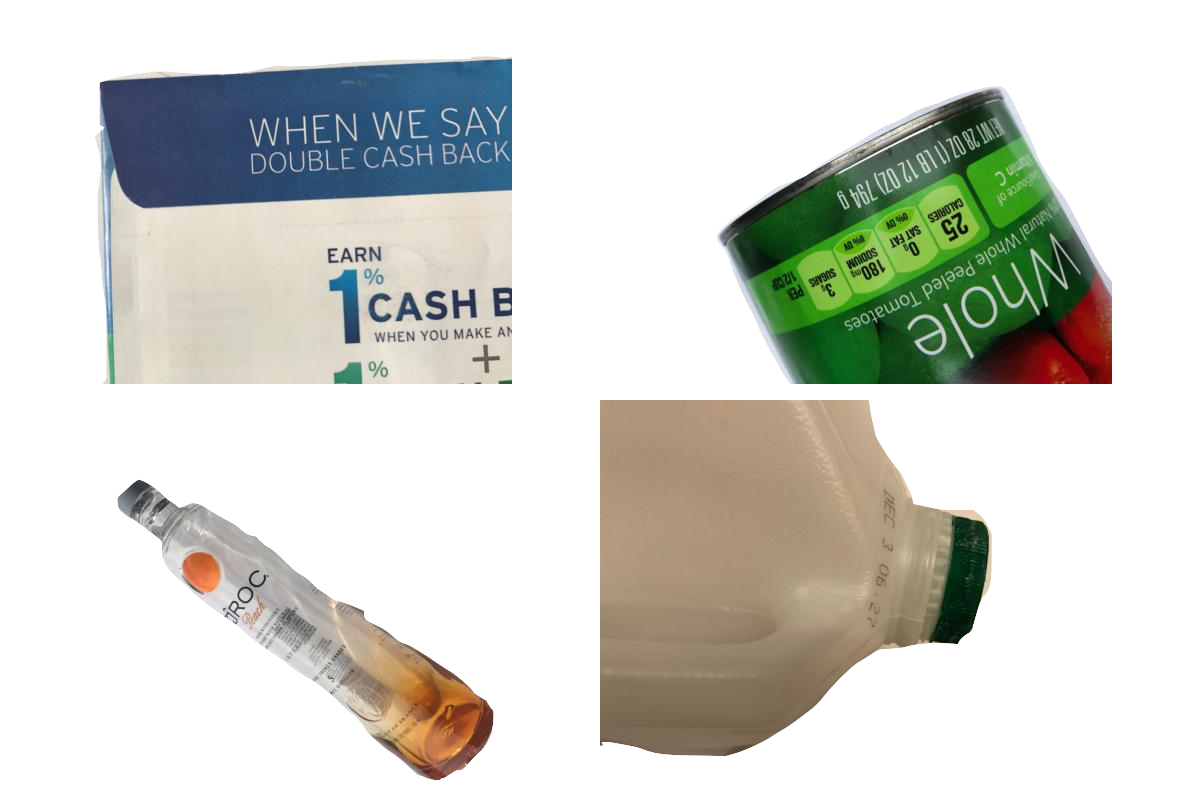 WHEN WE SAY
DOUBLE CASH BACK
EARN
1%
CASH B
WHEN YOU MAKE AN
+
1%
NET WT 28 OZ (1 LB 12 OZ) 794 g
Vitamin C
25
CALORIES
0g
SAT FAT
0% DV
180mg
SODIUM
8% DV
3g
SUGARS
PER
1/2 CUP
Natural Whole Peeled Tomatoes
Whole
CÎROC
Peach
DEC 3 06:27